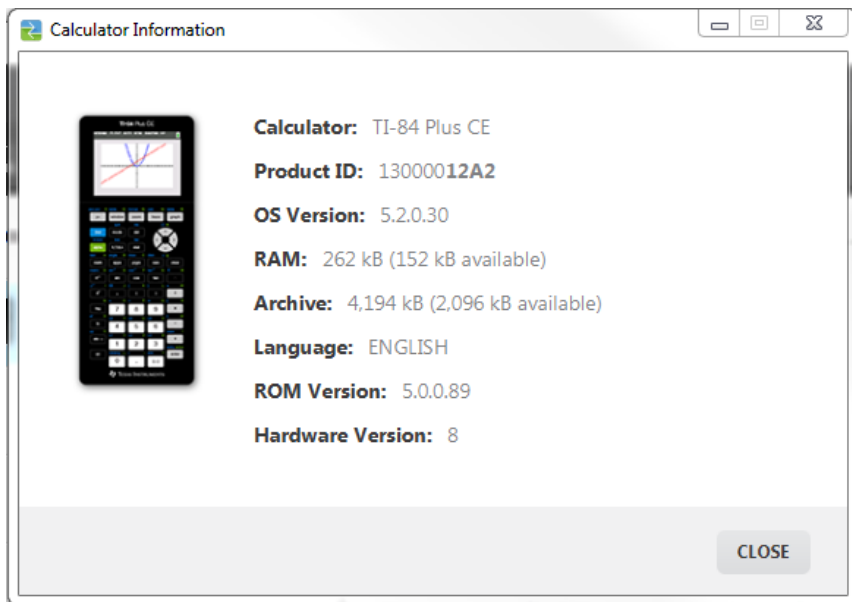 Calculator Information
Calculator: TI-84 Plus CE
Product ID: 13000012A2
OS Version: 5.2.0.30
RAM: 262 kB (152 kB available)
Archive: 4,194 kB (2,096 kB available)
Language: ENGLISH
ROM Version: 5.0.0.89
Hardware Version: 8
TEXAS INSTRUMENTS
CLOSE